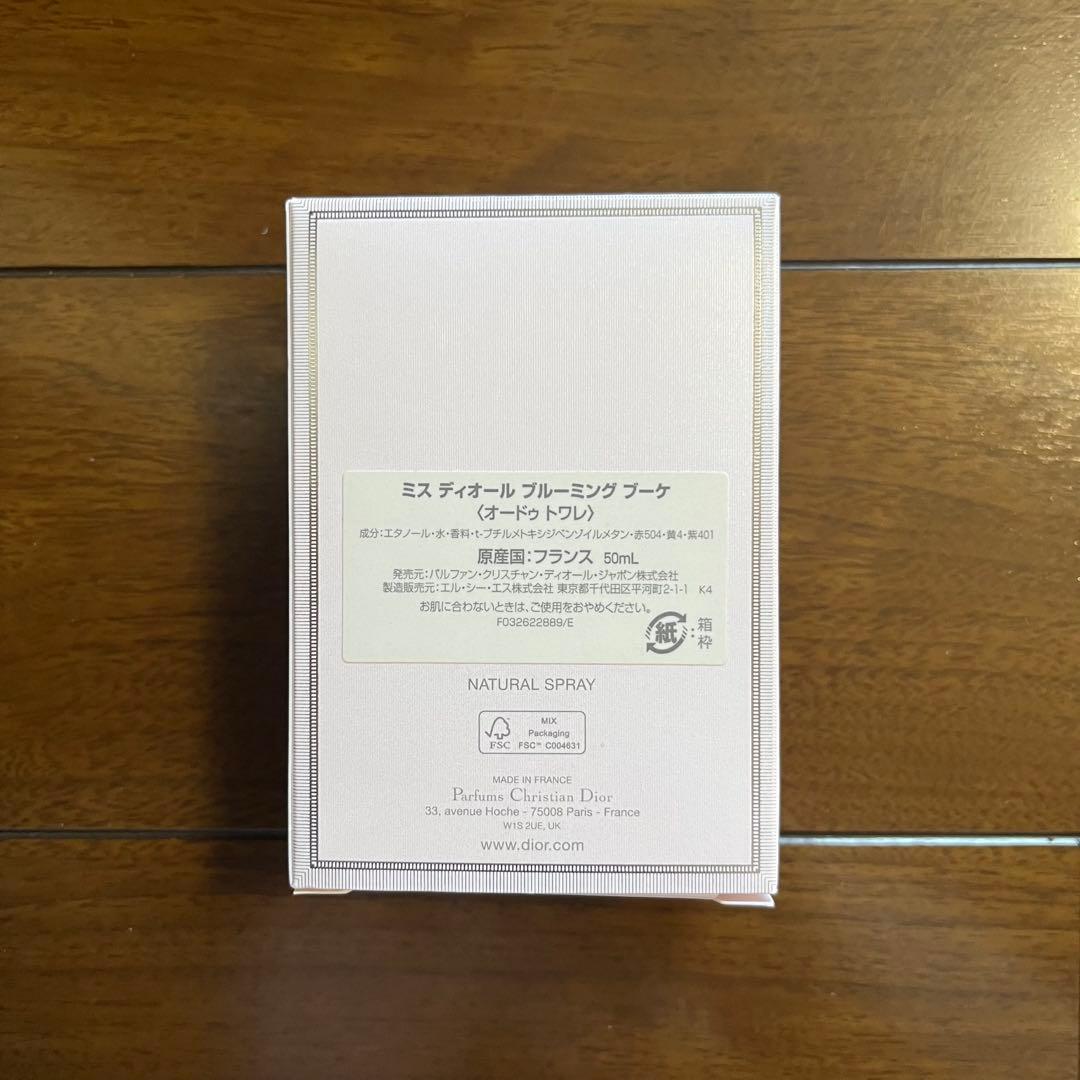 ミス ディオール ブルーミング ブーケ
〈オードゥ トワレ〉
成分：エタノール・水・香料・t-ブチルメトキシジベンゾイルメタン・赤504・黄4・紫401
原産国：フランス 50mL
発売元：パルファン・クリスチャン・ディオール・ジャポン株式会社
製造販売元：エル・シー・エス株式会社 東京都千代田区平河町2-1-1 K4
お肌に合わないときは、ご使用をおやめください。
F032622889/E
紙：箱
枠
NATURAL SPRAY
FSC
MIX
Packaging
FSC™ C004631
MADE IN FRANCE
Parfums Christian Dior
33, avenue Hoche - 75008 Paris - France
W1S 2UE, UK
www.dior.com